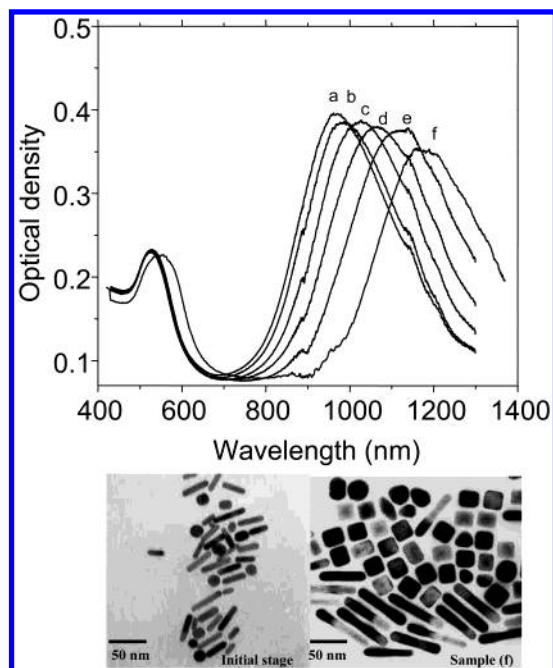 0.5
0.4
0.3
0.2
0.1
Optical density
a b c d e f
400 600 800 1000 1200 1400
Wavelength (nm)
50 nm Initial stage
50 nm Sample (f)